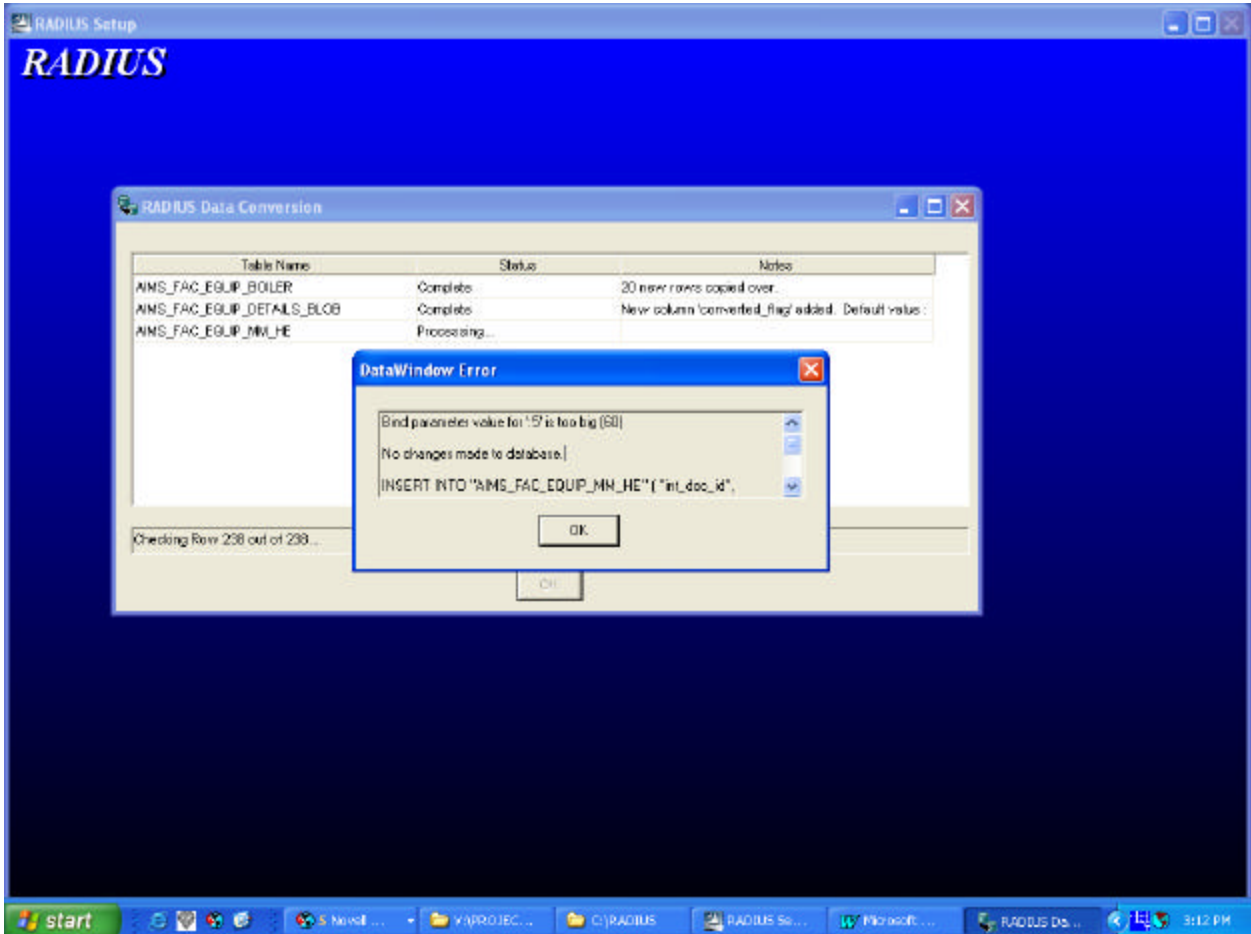 RADIUS Setup
RADIUS
RADIUS Data Conversion
Table Name Status Notes
AIMS_FAC_EQUIP_BOILER Complete 20 new rows copied over.
AIMS_FAC_EQUIP_DETAILS_BLOB Complete New column 'converted_flag' added. Default value :
AIMS_FAC_EQUIP_MM_HE Processing...
DataWindow Error
Bind parameter value for ':5' is too big (60)
No changes made to database.
INSERT INTO "AIMS_FAC_EQUIP_MM_HE" ( "int_doc_id",
OK
Checking Row 238 out of 238...
OK
start S Novell ... V:\PROJEC... C:\RADIUS RADIUS Se... Microsoft ... RADIUS Da... 3:12 PM